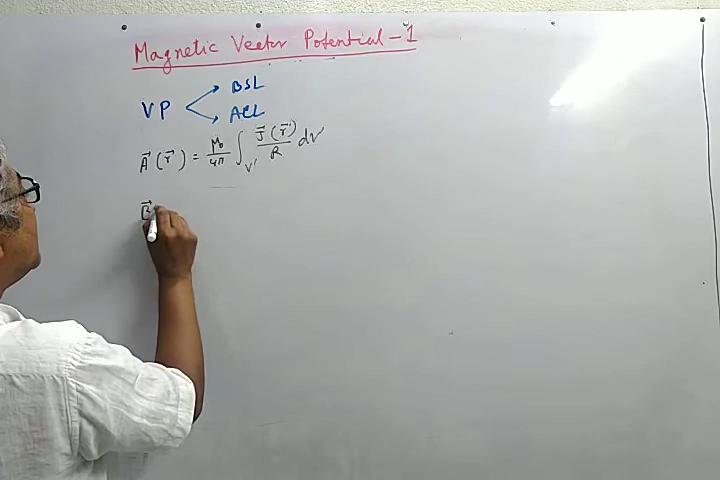 Magnetic Vector Potential - 1
VP
BSL
ACL
A⃗ (r⃗) = μ₀/4π ∫V' J⃗(r⃗')/R dv'
B⃗